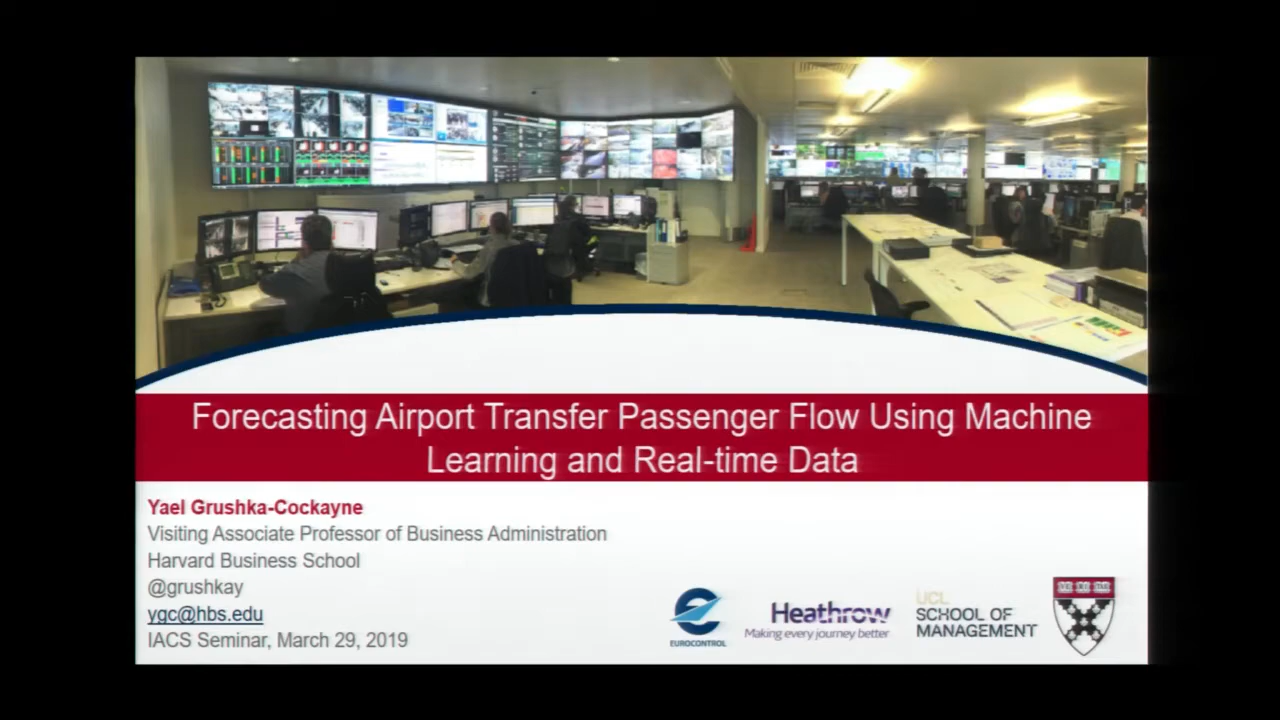 Forecasting Airport Transfer Passenger Flow Using Machine
Learning and Real-time Data
Yael Grushka-Cockayne
Visiting Associate Professor of Business Administration
Harvard Business School
@grushkay
ygc@hbs.edu
IACS Seminar, March 29, 2019
EUROCONTROL
Heathrow
Making every journey better
UCL
SCHOOL OF
MANAGEMENT